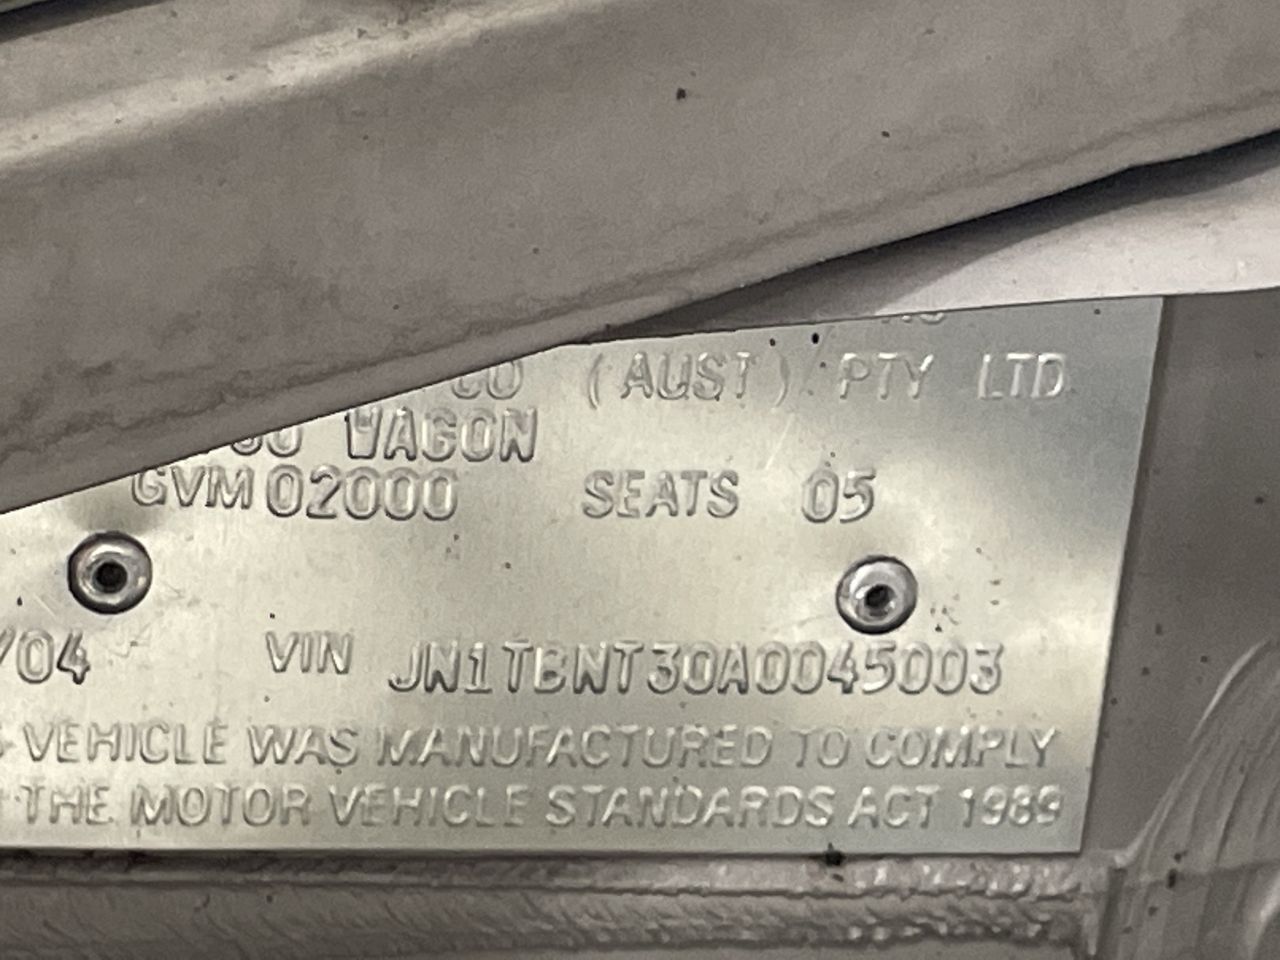 CO (AUST) PTY LTD
WAGON
GVM 02000 SEATS 05
/04 VIN JN1TBNT30A0045003
VEHICLE WAS MANUFACTURED TO COMPLY
THE MOTOR VEHICLE STANDARDS ACT 1989